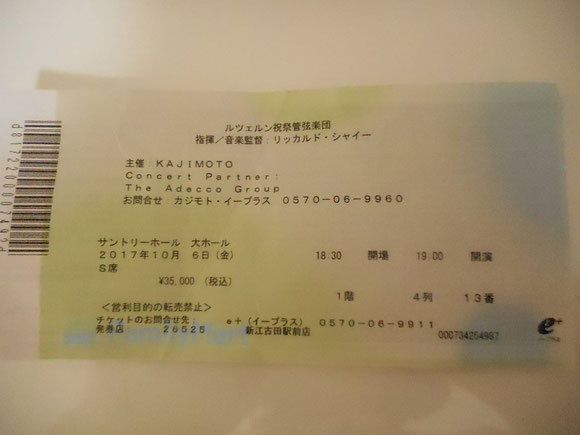 ルツェルン祝祭管弦楽団
指揮／音楽監督：リッカルド・シャイー
主催：KAJIMOTO
Concert Partner:
The Adecco Group
お問合せ：カジモト・イープラス 0570-06-9960
サントリーホール 大ホール
2017年10月 6日(金) 18:30 開場 19:00 開演
S席
¥35,000 (税込)
1階 4列 13番
＜営利目的の転売禁止＞
チケットのお問合せ先： e+(イープラス) 0570-06-9911
発券店 26525 新江古田駅前店
000734254997
e+
FamilyMart